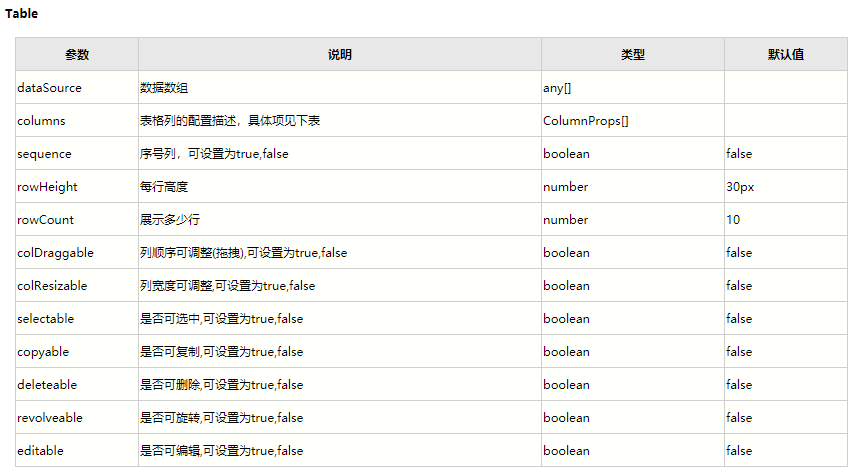 Table
参数 说明 类型 默认值
dataSource 数据数组 any[]
columns 表格列的配置描述，具体项见下表 ColumnProps[]
sequence 序号列，可设置为true,false boolean false
rowHeight 每行高度 number 30px
rowCount 展示多少行 number 10
colDraggable 列顺序可调整(拖拽),可设置为true,false boolean false
colResizable 列宽度可调整,可设置为true,false boolean false
selectable 是否可选中,可设置为true,false boolean false
copyable 是否可复制,可设置为true,false boolean false
deleteable 是否可删除,可设置为true,false boolean false
revolveable 是否可旋转,可设置为true,false boolean false
editable 是否可编辑,可设置为true,false boolean false